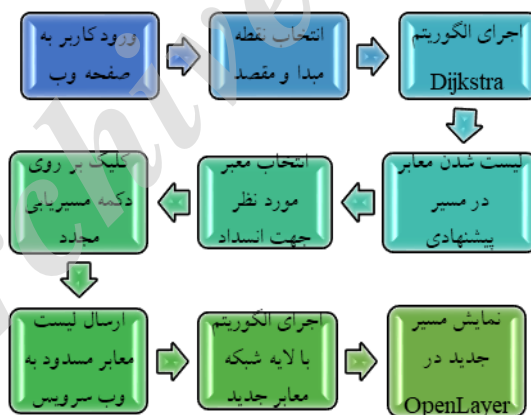 ورود کاربر به
صفحه وب
انتخاب نقطه
مبدا و مقصد
اجرای الگوریتم
Dijkstra
لیست شدن معابر
در مسیر
پیشنهادی
انتخاب معبر
مورد نظر
جهت انسداد
کلیک بر روی
دکمه مسیریابی
مجدد
ارسال لیست
معابر مسدود به
وب سرویس
اجرای الگوریتم
با لایه شبکه
معابر جدید
نمایش مسیر
جدید در
OpenLayer